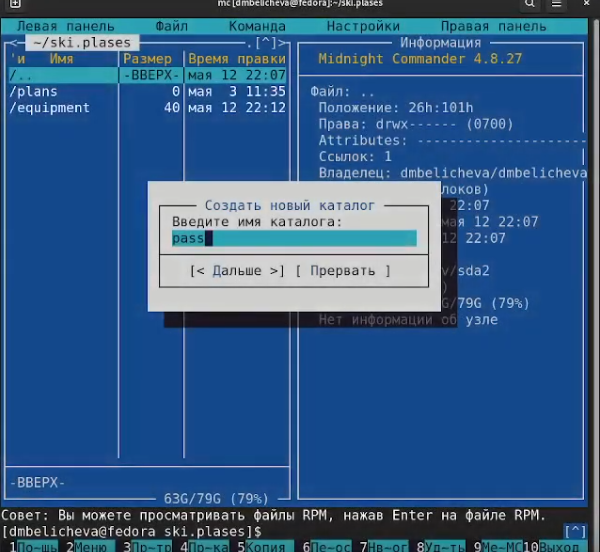 mc [dmbelicheva@fedora]:~/ski.plases
Левая панель Файл Команда Настройки Правая панель
<─ ~/ski.plases .[^]>
'и Имя Размер Время правки
/.. -ВВЕРХ- мая 12 22:07
/plans 0 мая 3 11:35
/equipment 40 мая 12 22:12
Информация
Midnight Commander 4.8.27
Файл: ..
Положение: 26h:101h
Права: drwx------ (0700)
Attributes: --------------------
Ссылок: 1
Владелец: dmbelicheva/dmbelicheva
локов)
22:07
мая 12 22:07
12 22:07
v/sda2
)
G/79G (79%)
Нет информации об узле
Создать новый каталог
Введите имя каталога:
pass
[< Дальше >] [ Прервать ]
-ВВЕРХ-
63G/79G (79%)
Совет: Вы можете просматривать файлы RPM, нажав Enter на файле RPM.
[dmbelicheva@fedora ski.plases]$ [^]
1По~щь 2Меню 3Пр~тр 4Пр~ка 5Копия 6Пе~ос 7Нв~ог 8Уд~ть 9Ме~МС 10Выход